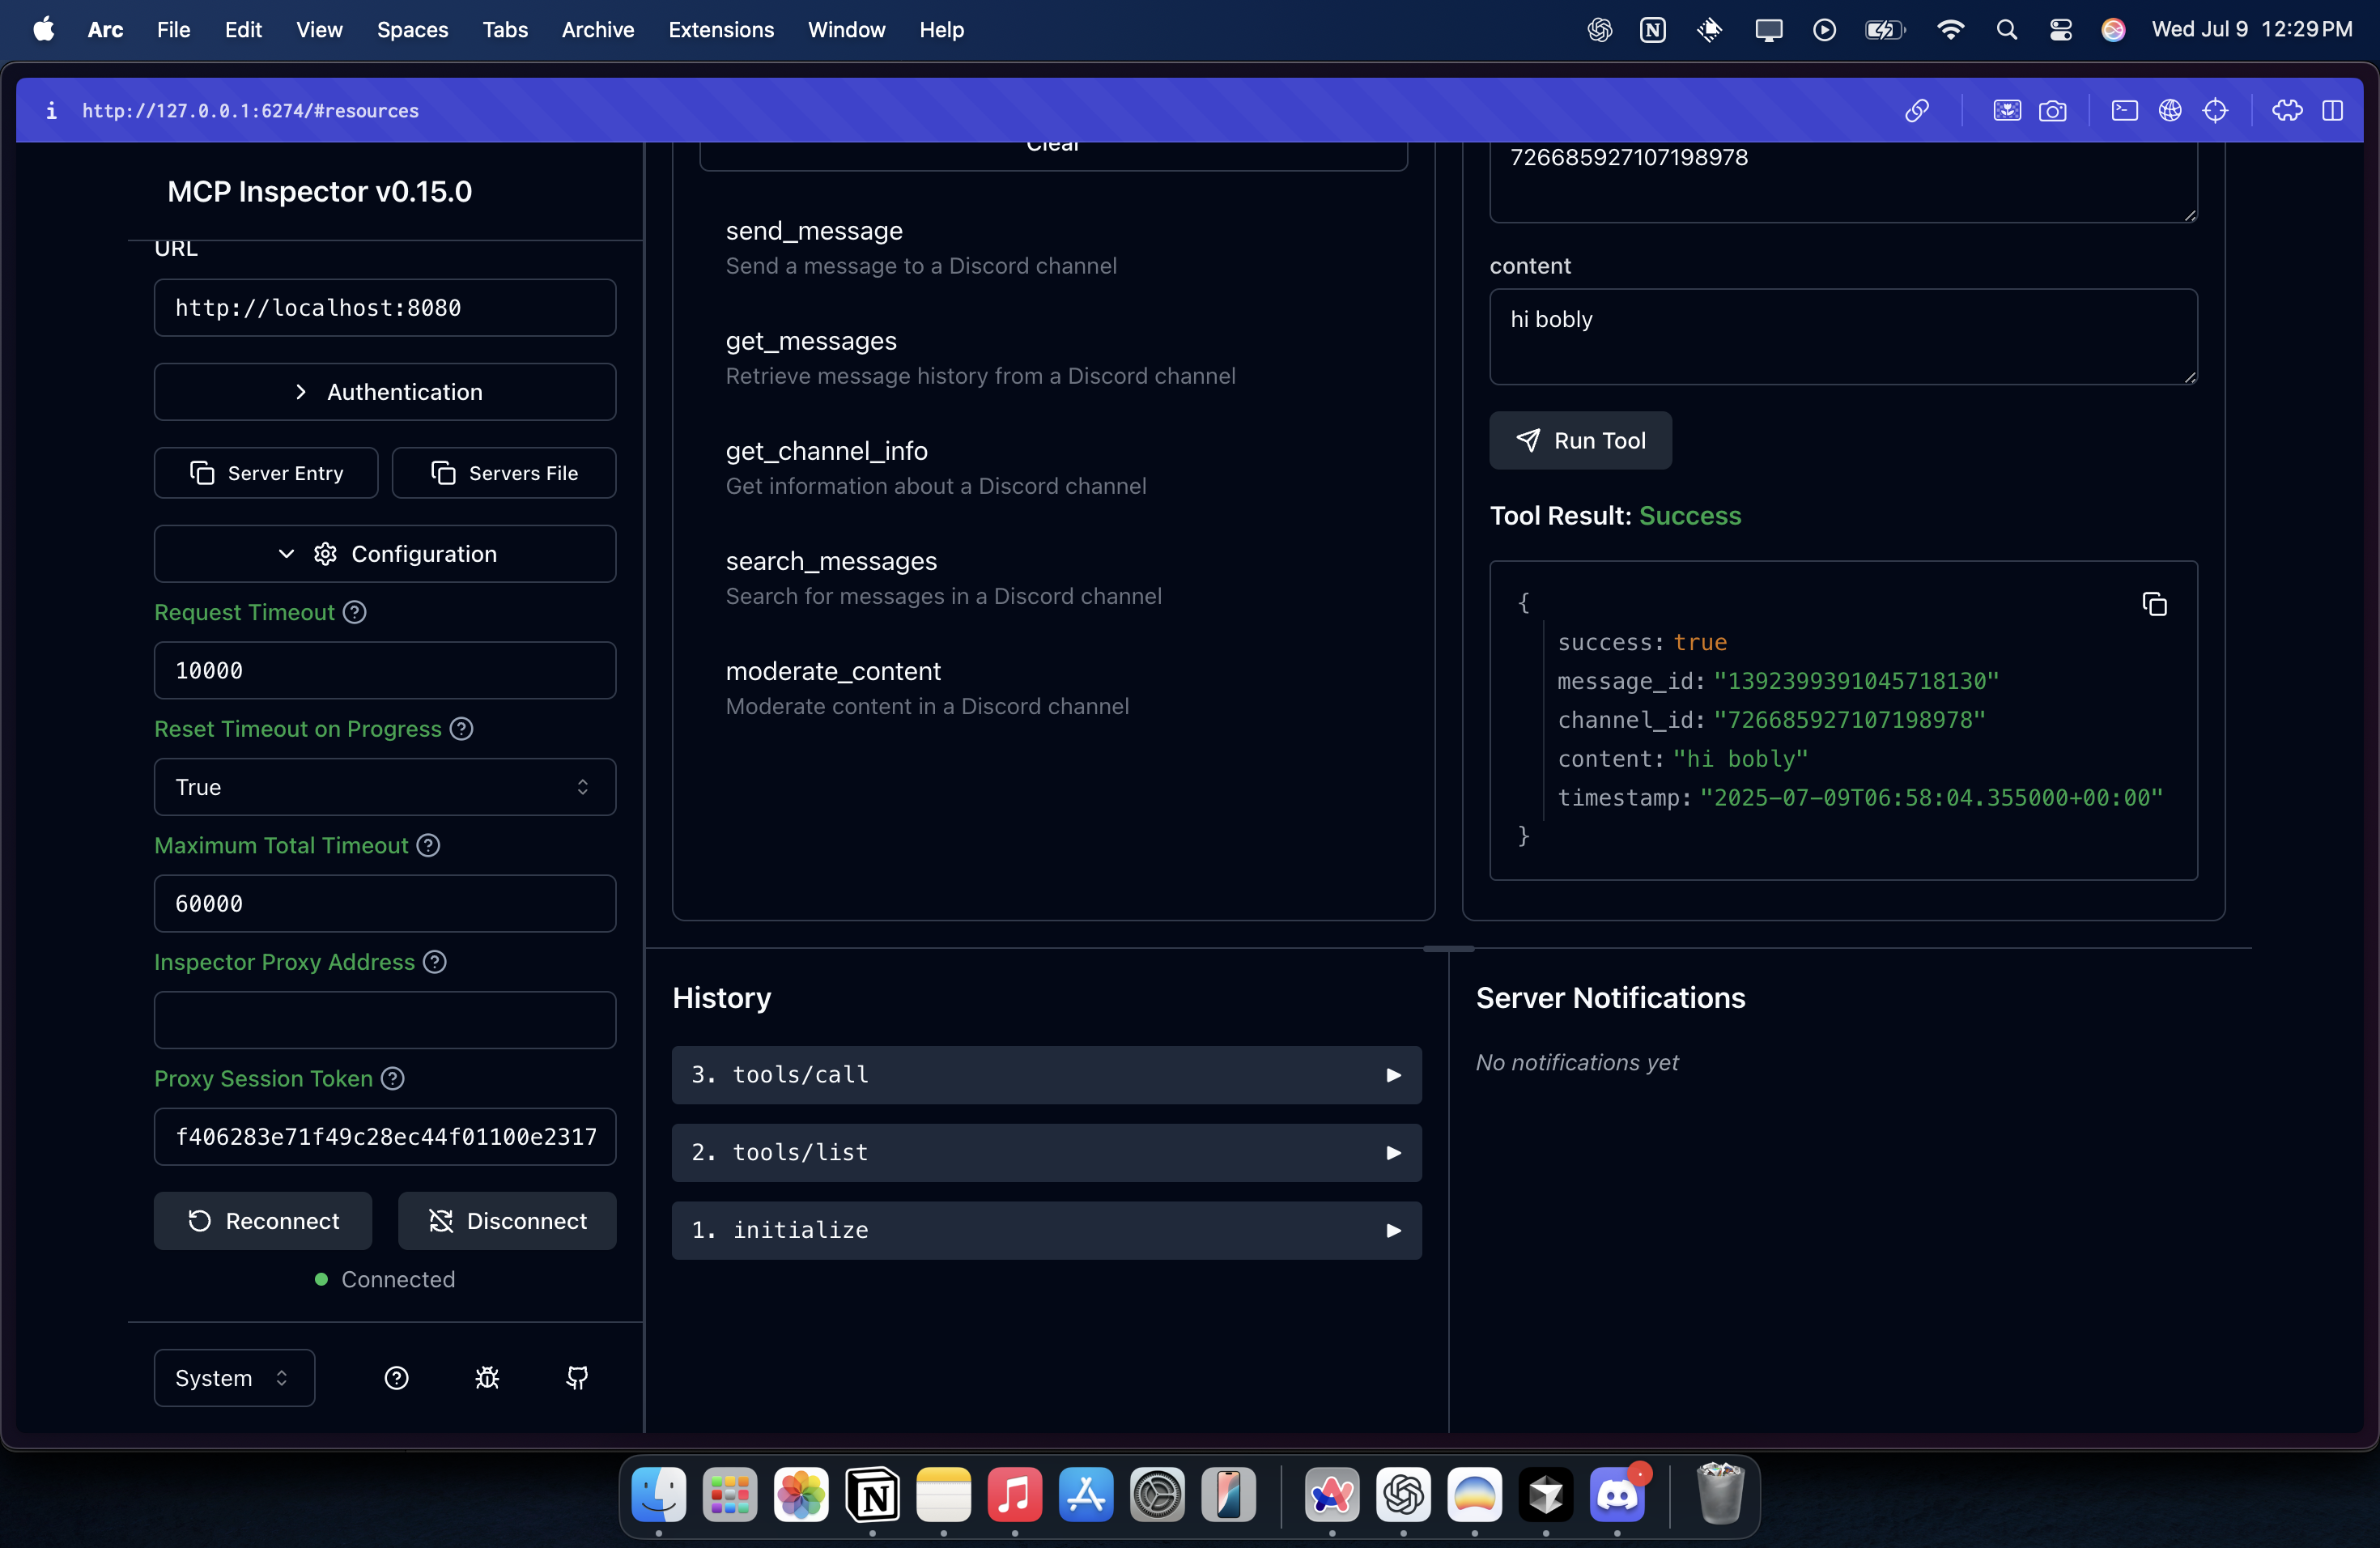 Arc File Edit View Spaces Tabs Archive Extensions Window Help Wed Jul 9 12:29 PM
http://127.0.0.1:6274/#resources
MCP Inspector v0.15.0
URL
http://localhost:8080
Authentication
Server Entry Servers File
Configuration
Request Timeout
10000
Reset Timeout on Progress
True
Maximum Total Timeout
60000
Inspector Proxy Address
Proxy Session Token
f406283e71f49c28ec44f01100e2317
Reconnect Disconnect
Connected
System
Clear
send_message
Send a message to a Discord channel
get_messages
Retrieve message history from a Discord channel
get_channel_info
Get information about a Discord channel
search_messages
Search for messages in a Discord channel
moderate_content
Moderate content in a Discord channel
726685927107198978
content
hi bobly
Run Tool
Tool Result: Success
{
success: true
message_id: "1392399391045718130"
channel_id: "726685927107198978"
content: "hi bobly"
timestamp: "2025-07-09T06:58:04.355000+00:00"
}
History
3. tools/call
2. tools/list
1. initialize
Server Notifications
No notifications yet